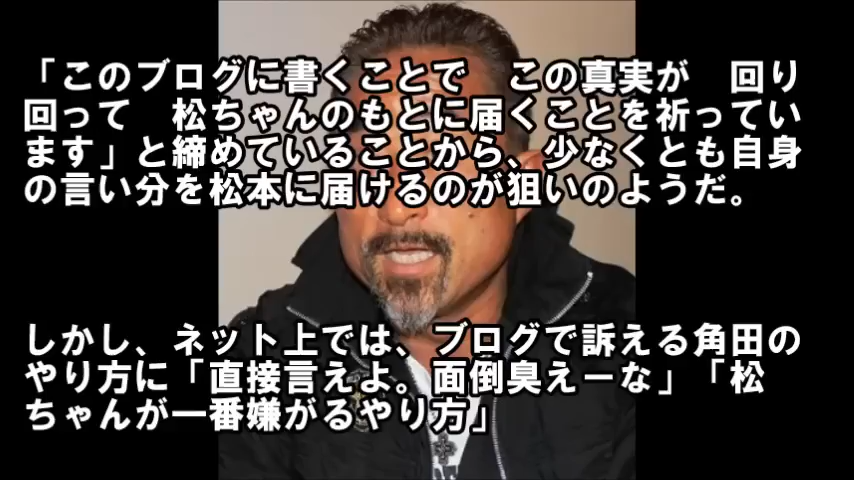 「このブログに書くことで　この真実が　回り
回って　松ちゃんのもとに届くことを祈ってい
ます」と締めていることから、少なくとも自身
の言い分を松本に届けるのが狙いのようだ。
しかし、ネット上では、ブログで訴える角田の
やり方に「直接言えよ。面倒臭えーな」「松
ちゃんが一番嫌がるやり方」